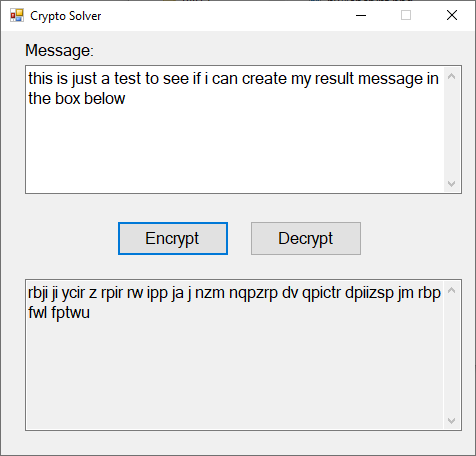 Crypto Solver
Message:
this is just a test to see if i can create my result message in
the box below
Encrypt
Decrypt
rbji ji ycir z rpir rw ipp ja j nzm nqpzrp dv qpictr dpiizsp jm rbp
fwl fptwu